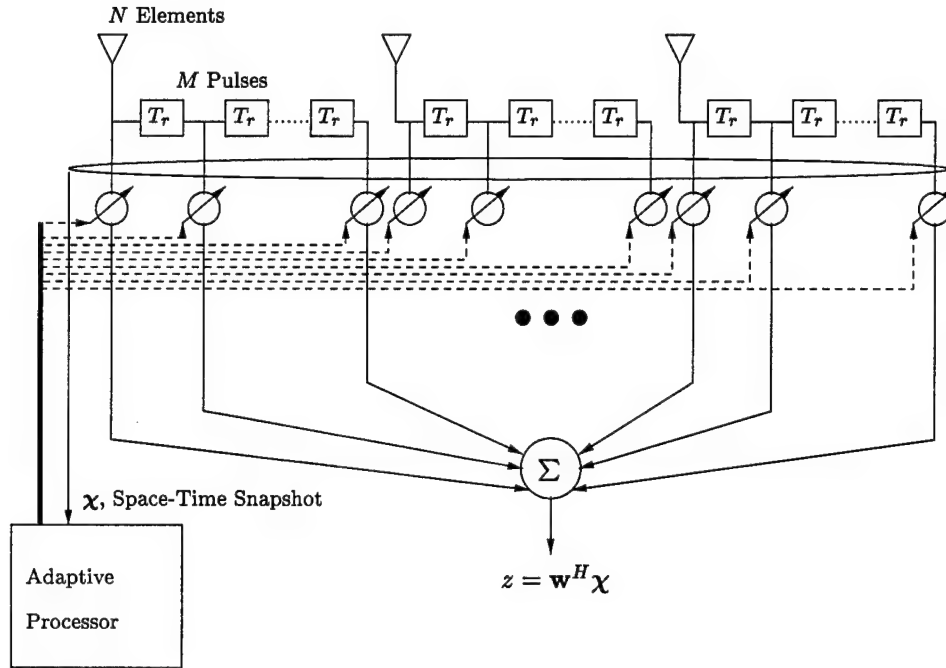 N Elements
M Pulses
T_r T_r T_r T_r T_r T_r T_r T_r T_r
Σ
χ, Space-Time Snapshot
z = w^H χ
Adaptive
Processor